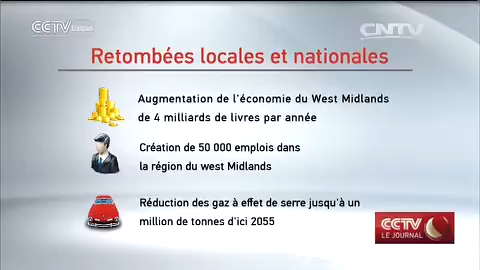 CCTV
français
CNTV
Retombées locales et nationales
Augmentation de l'économie du West Midlands
de 4 milliards de livres par année
Création de 50 000 emplois dans
la région du west Midlands
Réduction des gaz à effet de serre jusqu'à un
million de tonnes d'ici 2055
CCTV
LE JOURNAL